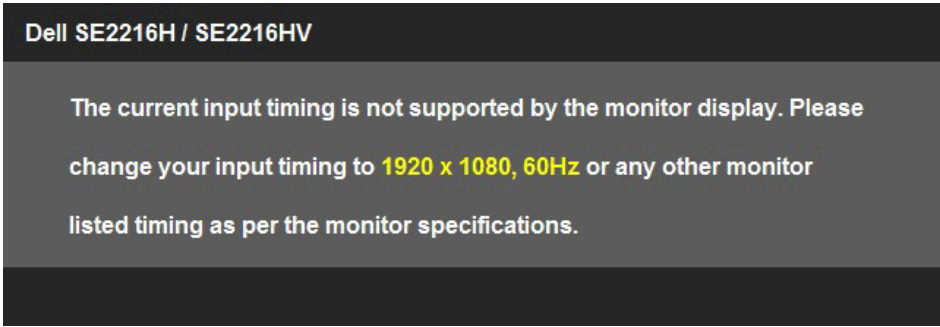 Dell SE2216H / SE2216HV
The current input timing is not supported by the monitor display. Please
change your input timing to 1920 x 1080, 60Hz or any other monitor
listed timing as per the monitor specifications.